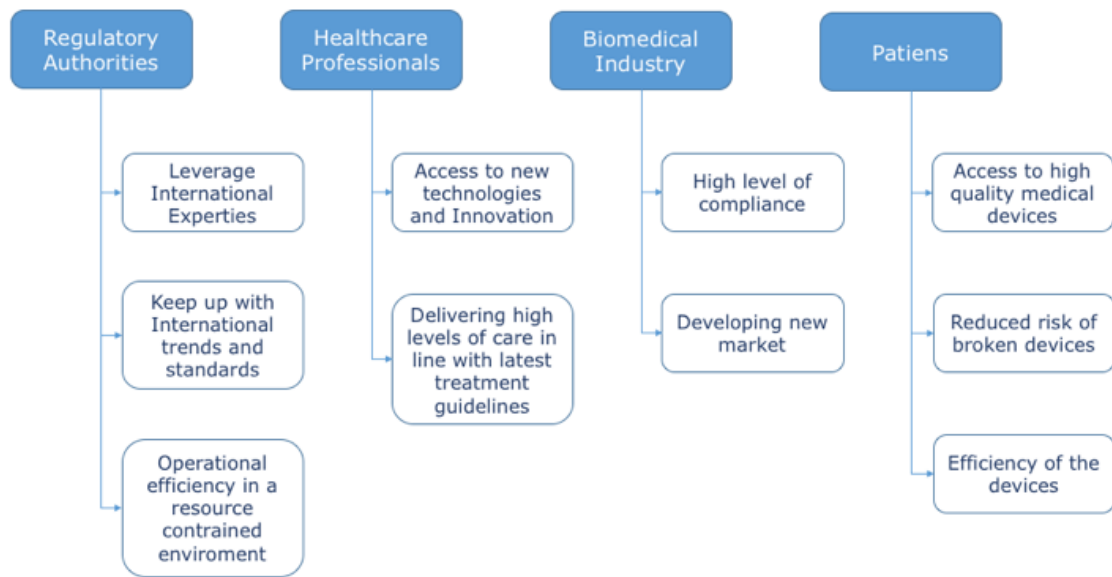 Regulatory
Authorities
Leverage
International
Experties
Keep up with
International
trends and
standards
Operational
efficiency in a
resource
contrained
enviroment
Healthcare
Professionals
Access to new
technologies
and Innovation
Delivering high
levels of care in
line with latest
treatment
guidelines
Biomedical
Industry
High level of
compliance
Developing new
market
Patiens
Access to high
quality medical
devices
Reduced risk of
broken devices
Efficiency of the
devices